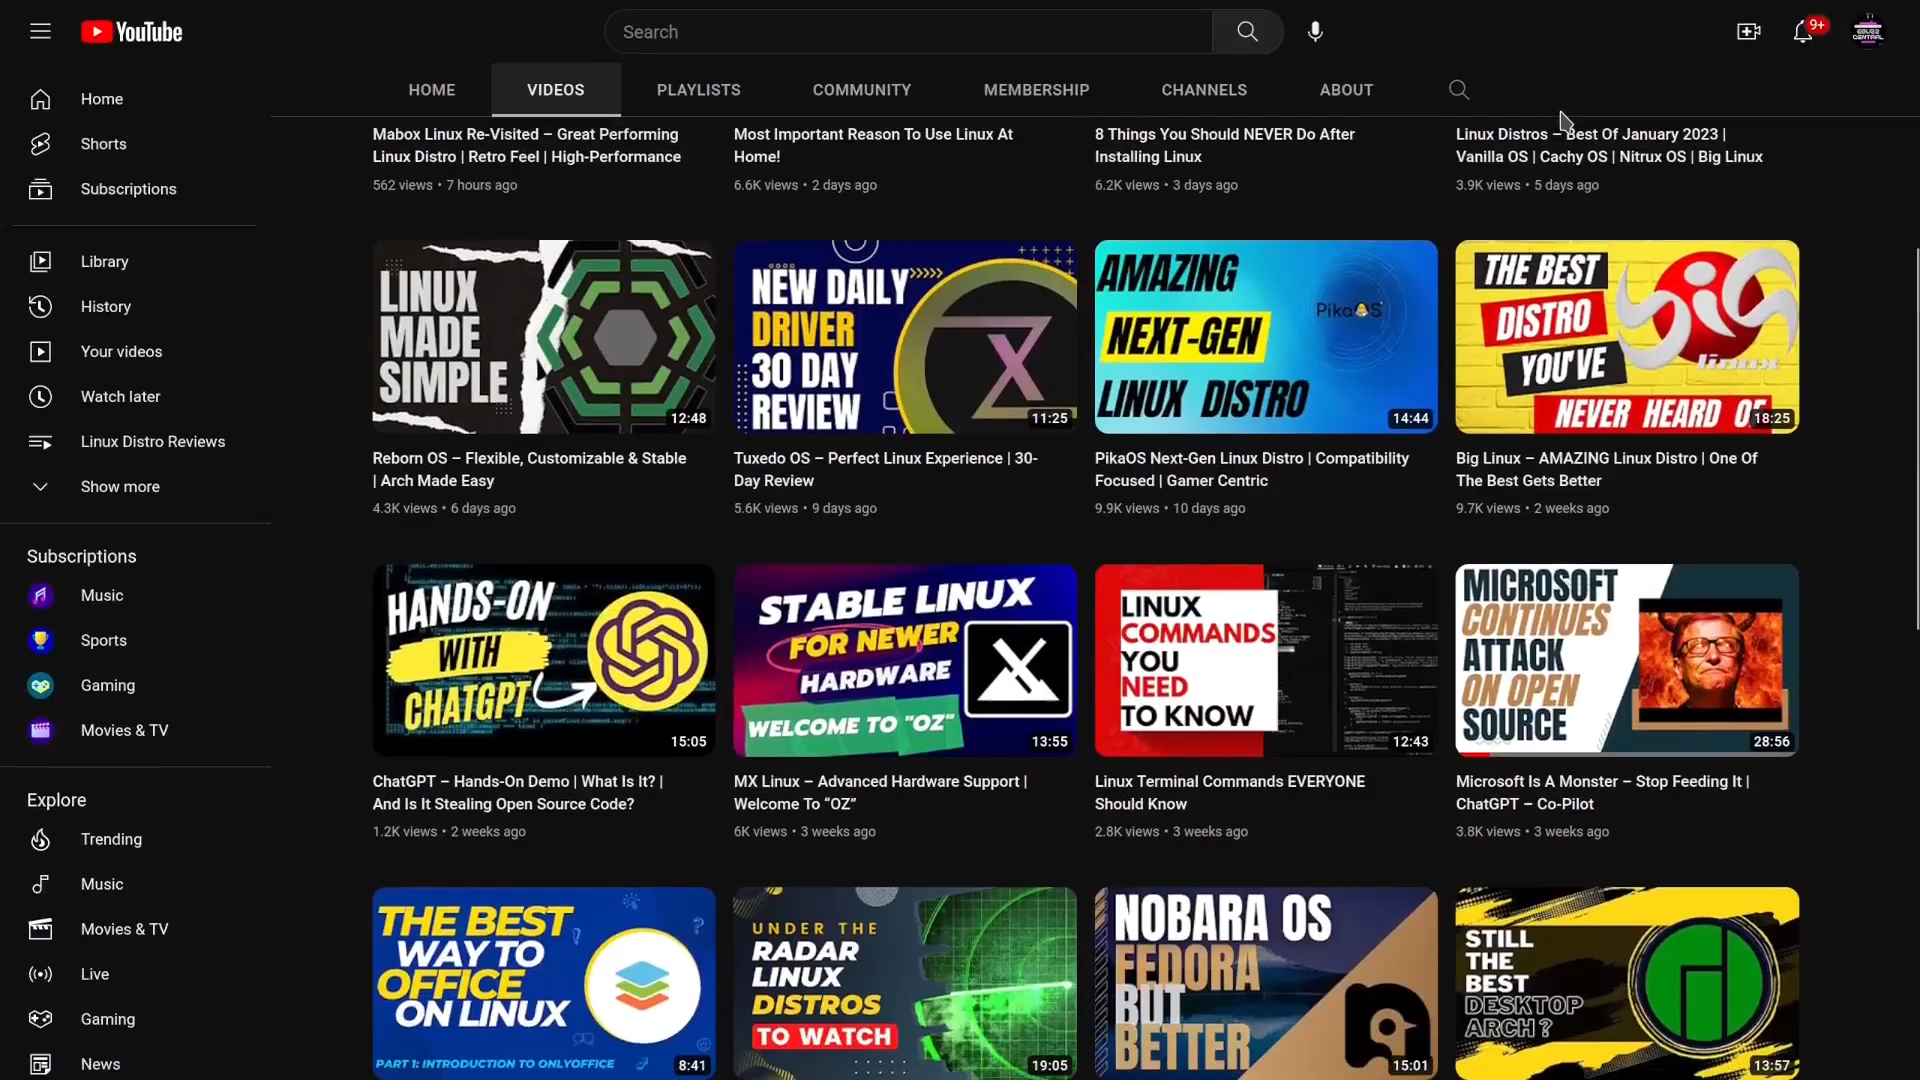 YouTube
Search
9+
HOME
VIDEOS
PLAYLISTS
COMMUNITY
MEMBERSHIP
CHANNELS
ABOUT
Home
Shorts
Subscriptions
Library
History
Your videos
Watch later
Linux Distro Reviews
Show more
Subscriptions
Music
Sports
Gaming
Movies & TV
Explore
Trending
Music
Movies & TV
Live
Gaming
News
Mabox Linux Re-Visited – Great Performing
Linux Distro | Retro Feel | High-Performance
562 views • 7 hours ago
Most Important Reason To Use Linux At
Home!
6.6K views • 2 days ago
8 Things You Should NEVER Do After
Installing Linux
6.2K views • 3 days ago
Linux Distros – Best Of January 2023 |
Vanilla OS | Cachy OS | Nitrux OS | Big Linux
3.9K views • 5 days ago
LINUX
MADE
SIMPLE
12:48
Reborn OS – Flexible, Customizable & Stable
| Arch Made Easy
4.3K views • 6 days ago
NEW DAILY
DRIVER
30 DAY
REVIEW
11:25
Tuxedo OS – Perfect Linux Experience | 30-
Day Review
5.6K views • 9 days ago
AMAZING
NEXT-GEN
LINUX DISTRO
PikaOS
14:44
PikaOS Next-Gen Linux Distro | Compatibility
Focused | Gamer Centric
9.9K views • 10 days ago
THE BEST
DISTRO
YOU'VE
NEVER HEARD OF
BIG
linux
18:25
Big Linux – AMAZING Linux Distro | One Of
The Best Gets Better
9.7K views • 2 weeks ago
HANDS-ON
WITH
CHATGPT
15:05
ChatGPT – Hands-On Demo | What Is It? |
And Is It Stealing Open Source Code?
1.2K views • 2 weeks ago
STABLE LINUX
FOR NEWER
HARDWARE
WELCOME TO "OZ"
13:55
MX Linux – Advanced Hardware Support |
Welcome To “OZ”
6K views • 3 weeks ago
LINUX
COMMANDS
YOU
NEED
TO KNOW
12:43
Linux Terminal Commands EVERYONE
Should Know
2.8K views • 3 weeks ago
MICROSOFT
CONTINUES
ATTACK
ON OPEN
SOURCE
28:56
Microsoft Is A Monster – Stop Feeding It |
ChatGPT – Co-Pilot
3.8K views • 3 weeks ago
THE BEST
WAY TO
OFFICE
ON LINUX
PART 1: INTRODUCTION TO ONLYOFFICE
8:41
UNDER THE
RADAR
LINUX
DISTROS
TO WATCH
19:05
NOBARA OS
FEDORA
BUT
BETTER
15:01
STILL
THE
BEST
DESKTOP
ARCH?
13:57